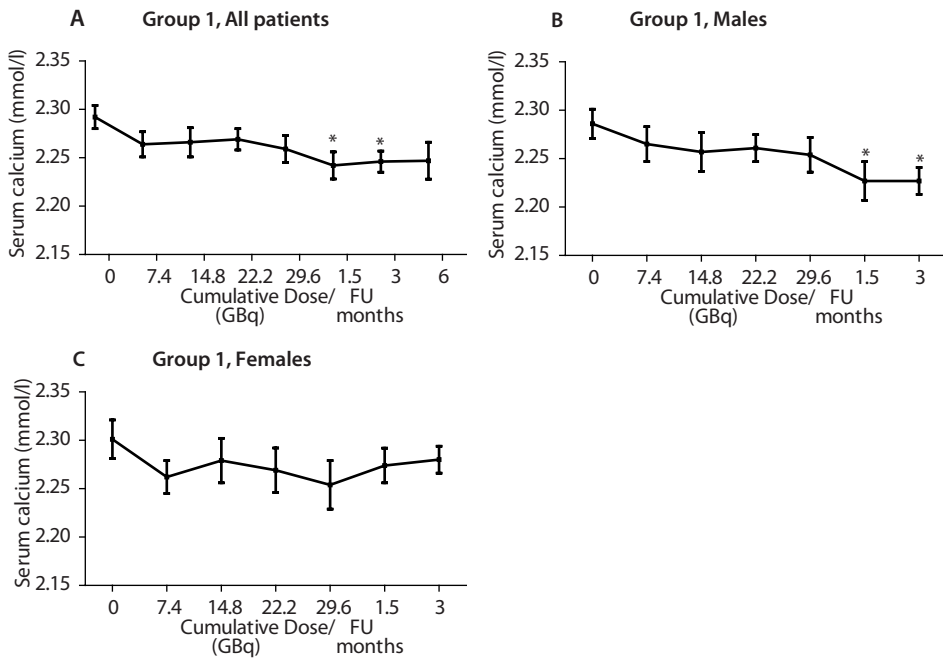 A Group 1, All patients
Serum calcium (mmol/l)
2.35
2.30
2.25
2.20
2.15
* *
0 7.4 14.8 22.2 29.6 1.5 3 6
Cumulative Dose/ FU
(GBq) months
B Group 1, Males
Serum calcium (mmol/l)
2.35
2.30
2.25
2.20
2.15
* *
0 7.4 14.8 22.2 29.6 1.5 3
Cumulative Dose/ FU
(GBq) months
C Group 1, Females
Serum calcium (mmol/l)
2.35
2.30
2.25
2.20
2.15
0 7.4 14.8 22.2 29.6 1.5 3
Cumulative Dose/ FU
(GBq) months